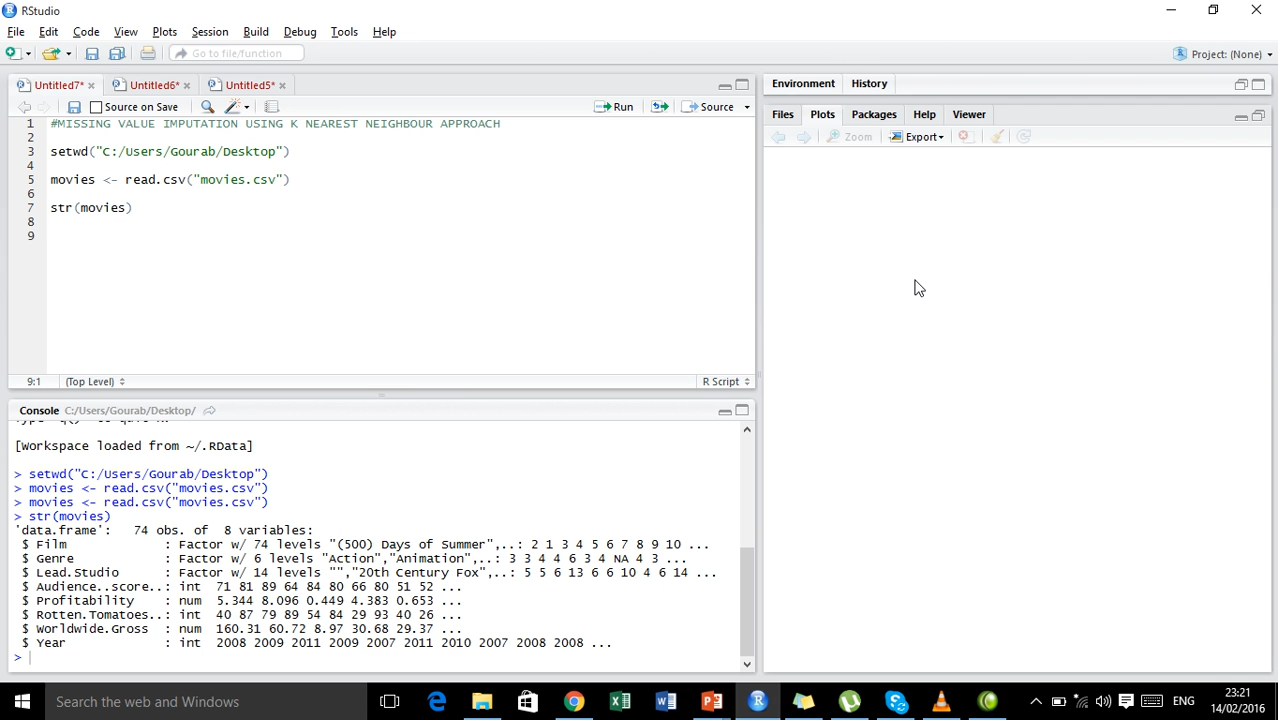 RStudio
File Edit Code View Plots Session Build Debug Tools Help
Go to file/function
Project: (None)
Untitled7* Untitled6* Untitled5*
Source on Save
Run
Source
1 #MISSING VALUE IMPUTATION USING K NEAREST NEIGHBOUR APPROACH
2
3 setwd("C:/Users/Gourab/Desktop")
4
5 movies <- read.csv("movies.csv")
6
7 str(movies)
8
9
9:1 (Top Level) R Script
Console C:/Users/Gourab/Desktop/
[Workspace loaded from ~/.RData]
> setwd("C:/Users/Gourab/Desktop")
> movies <- read.csv("movies.csv")
> movies <- read.csv("movies.csv")
> str(movies)
'data.frame': 74 obs. of 8 variables:
$ Film : Factor w/ 74 levels "(500) Days of Summer",..: 2 1 3 4 5 6 7 8 9 10 ...
$ Genre : Factor w/ 6 levels "Action","Animation",..: 3 3 4 4 6 3 4 NA 4 3 ...
$ Lead.Studio : Factor w/ 14 levels "","20th Century Fox",..: 5 5 6 13 6 6 10 4 6 14 ...
$ Audience..score..: int 71 81 89 64 84 80 66 80 51 52 ...
$ Profitability : num 5.344 8.096 0.449 4.383 0.653 ...
$ Rotten.Tomatoes..: int 40 87 79 89 54 84 29 93 40 26 ...
$ Worldwide.Gross : num 160.31 60.72 8.97 30.68 29.37 ...
$ Year : int 2008 2009 2011 2009 2007 2011 2010 2007 2008 2008 ...
>
Environment History
Files Plots Packages Help Viewer
Zoom Export
Search the web and Windows
ENG
23:21
14/02/2016